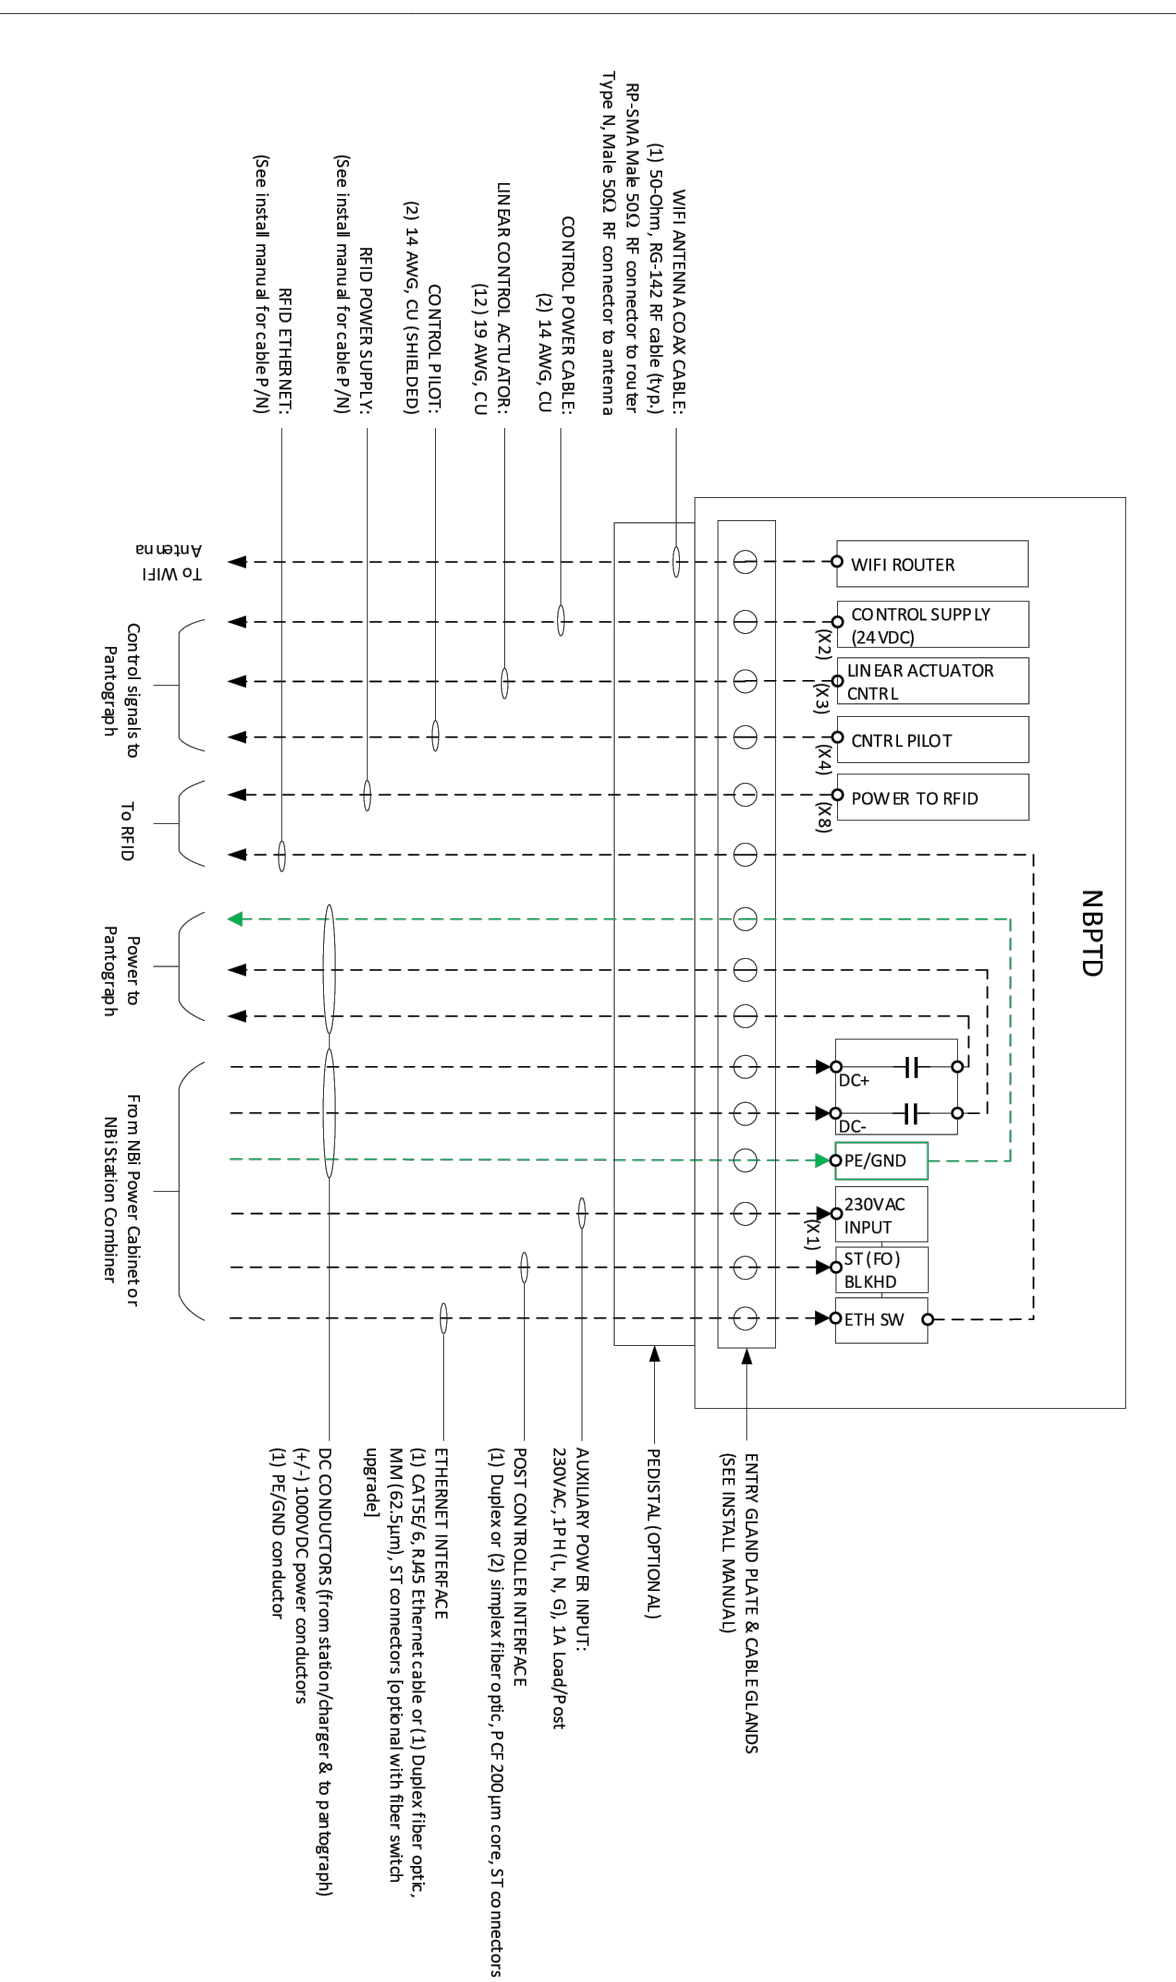 WIFI ANTENNA COAX CABLE:
(1) 50-Ohm, RG-142 RF cable (typ.)
RP-SMA Male 50Ω RF connector to router
Type N, Male 50Ω RF connector to antenna
CONTROL POWER CABLE:
(2) 14 AWG, CU
LINEAR CONTROL ACTUATOR:
(12) 19 AWG, CU
CONTROL PILOT:
(2) 14 AWG, CU (SHIELDED)
RFID POWER SUPPLY:
(See install manual for cable P/N)
RFID ETHERNET:
(See install manual for cable P/N)
NBPTD
WIFI ROUTER
CONTROL SUPPLY
(24VDC)
(X2)
LINEAR ACTUATOR
CNTRL
(X3)
CNTRL PILOT
(X4)
POWER TO RFID
(X8)
DC+
DC-
PE/GND
230VAC
INPUT
(X1)
ST (FO)
BLKHD
ETH SW
To WIFI
Antenna
Control signals to
Pantograph
To RFID
Power to
Pantograph
From NBi Power Cabinet or
NBi Station Combiner
ENTRY GLAND PLATE & CABLE GLANDS
(SEE INSTALL MANUAL)
PEDISTAL (OPTIONAL)
AUXILIARY POWER INPUT:
230VAC, 1PH (L, N, G), 1A Load/Post
POST CONTROLLER INTERFACE
(1) Duplex or (2) simplex fiber optic, PCF 200µm core, ST connectors
ETHERNET INTERFACE
(1) CAT5E/6, RJ45 Ethernet cable or (1) Duplex fiber optic,
MM (62.5µm), ST connectors [optional with fiber switch
upgrade]
DC CONDUCTORS (from station/charger & to pantograph)
(+/-) 1000VDC power conductors
(1) PE/GND conductor